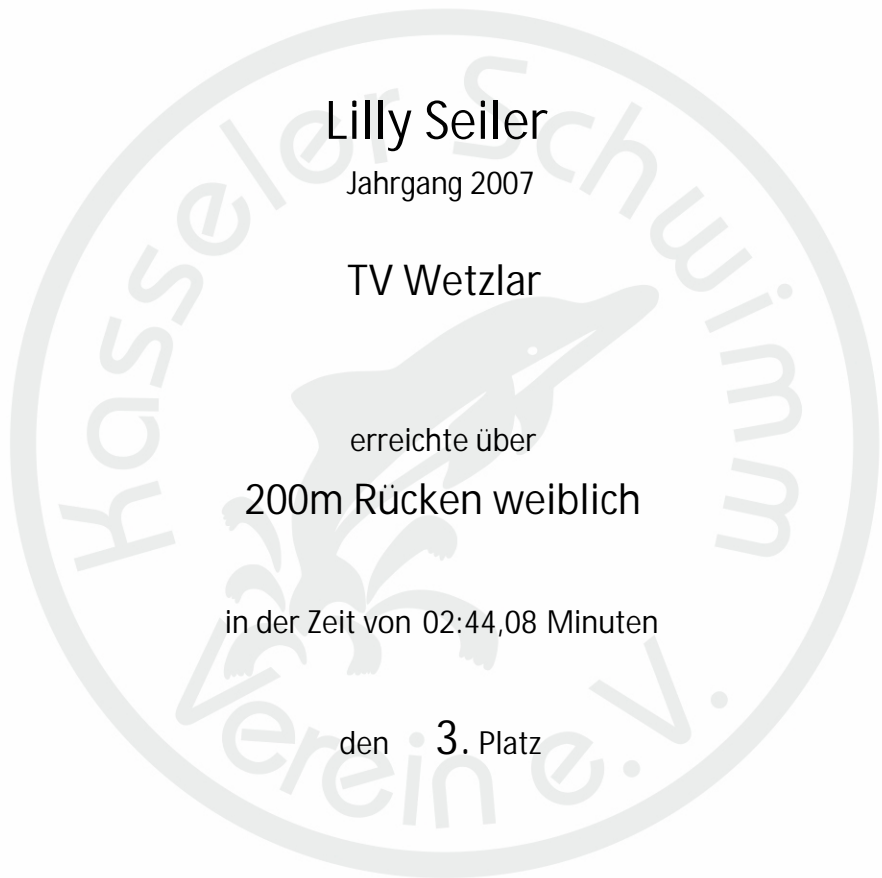 Kasseler Schwimm
Lilly Seiler
Jahrgang 2007
TV Wetzlar
erreichte über
200m Rücken weiblich
in der Zeit von 02:44,08 Minuten
den 3. Platz
Verein e.V.